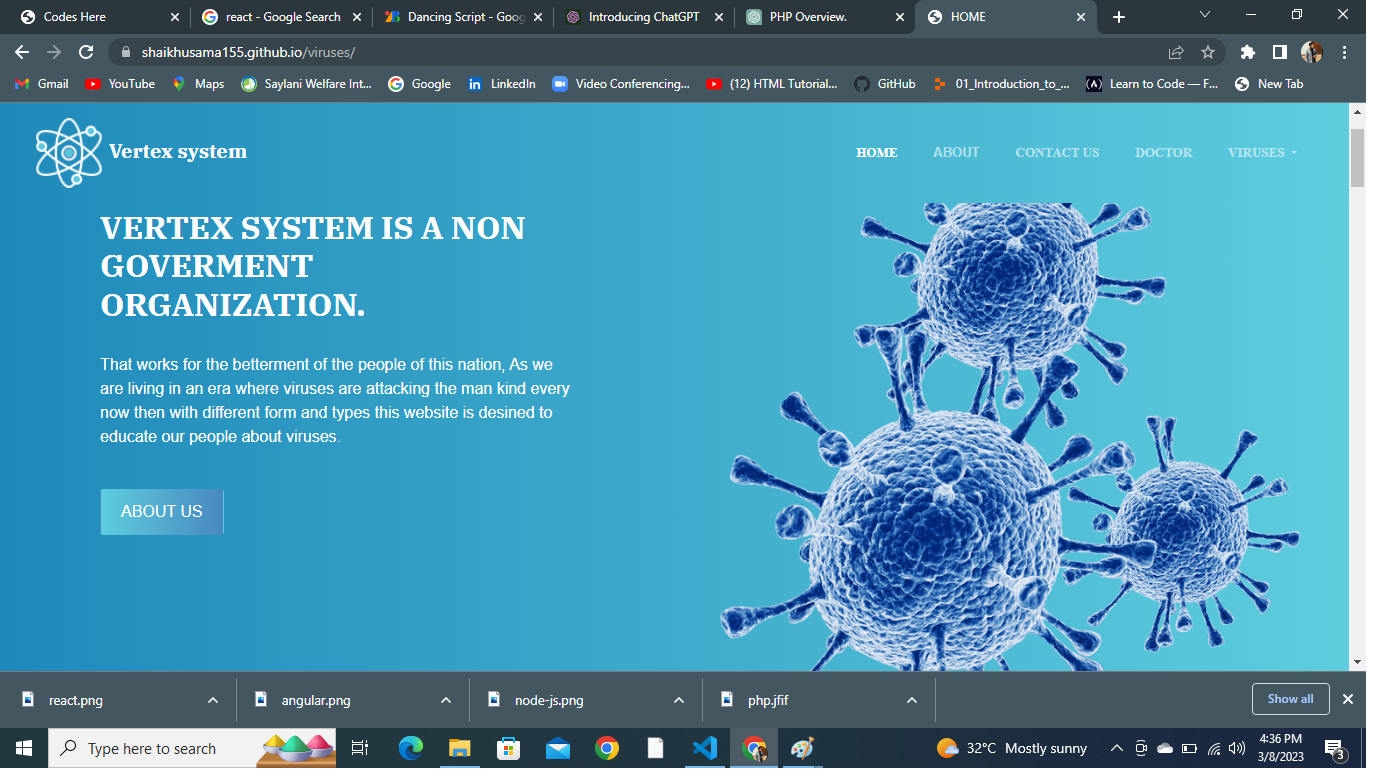 Codes Here
react - Google Search
Dancing Script - Goog
Introducing ChatGPT
PHP Overview.
HOME
shaikhusama155.github.io/viruses/
Gmail
YouTube
Maps
Saylani Welfare Int...
Google
LinkedIn
Video Conferencing...
(12) HTML Tutorial...
GitHub
01_Introduction_to_...
Learn to Code — F...
New Tab
Vertex system
HOME
ABOUT
CONTACT US
DOCTOR
VIRUSES
VERTEX SYSTEM IS A NON
GOVERMENT
ORGANIZATION.
That works for the betterment of the people of this nation, As we
are living in an era where viruses are attacking the man kind every
now then with different form and types this website is desined to
educate our people about viruses.
ABOUT US
react.png
angular.png
node-js.png
php.jfif
Show all
Type here to search
32°C Mostly sunny
4:36 PM
3/8/2023
3